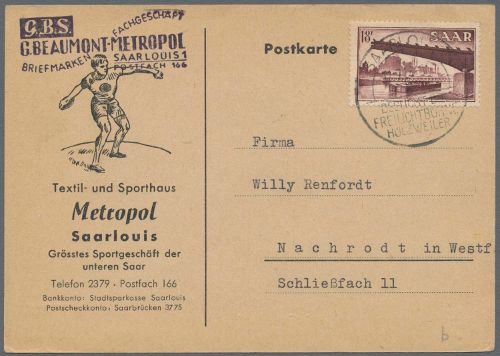 G.B.S.
FACHGESCHÄFT
G.BEAUMONT-METROPOL
BRIEFMARKEN
SAARLOUIS 1
POSTFACH 166
Textil- und Sporthaus
Metropol
Saarlouis
Grösstes Sportgeschäft der
unteren Saar
Telefon 2379 · Postfach 166
Bankkonto: Stadtsparkasse Saarlouis
Postscheckkonto: Saarbrücken 3775
Postkarte
18F SAAR
FREILICHTBÜHNE
HOLZWEILER
Firma
Willy Renfordt
Nachrodt in Westf.
Schließfach 11
b